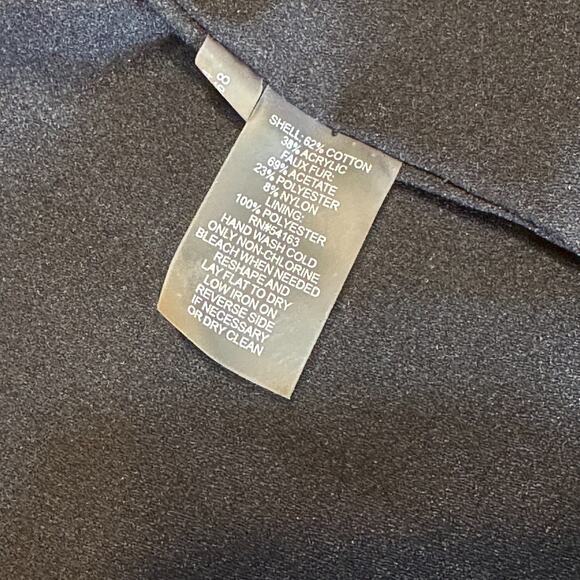 SHELL: 62% COTTON
38% ACRYLIC
FAUX FUR:
69% ACETATE
23% POLYESTER
8% NYLON
LINING:
100% POLYESTER
RN#54163
HAND WASH COLD
ONLY NON-CHLORINE
BLEACH WHEN NEEDED
RESHAPE AND
LAY FLAT TO DRY
LOW IRON ON
REVERSE SIDE
IF NECESSARY
OR DRY CLEAN